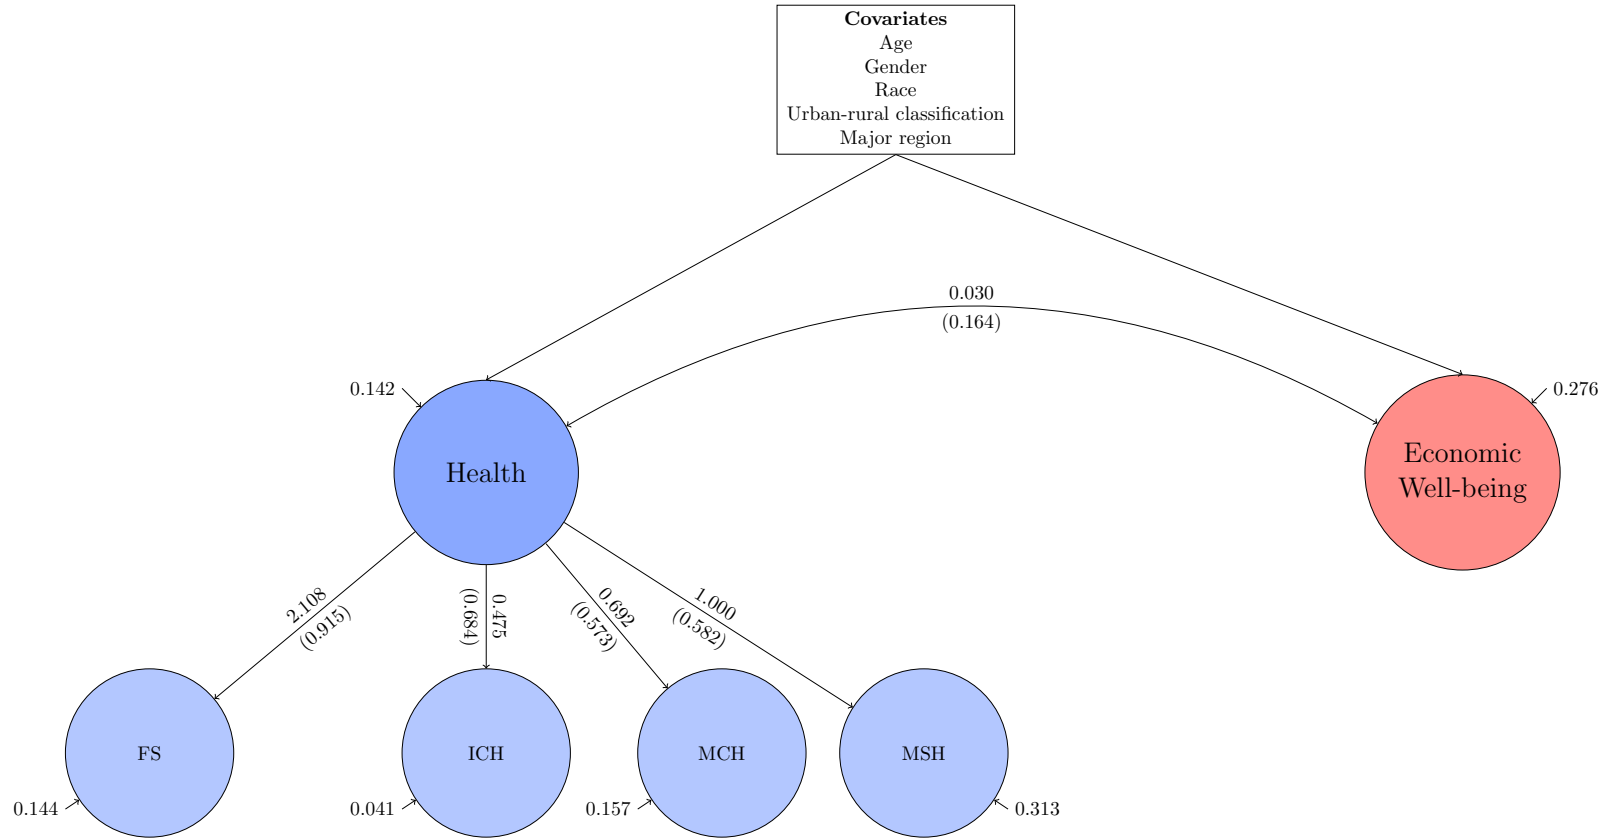 Covariates
Age
Gender
Race
Urban-rural classification
Major region
0.030
(0.164)
0.142
0.276
Health
Economic
Well-being
2.108
(0.915)
0.475
(0.684)
0.692
(0.573)
1.000
(0.582)
FS
ICH
MCH
MSH
0.144
0.041
0.157
0.313